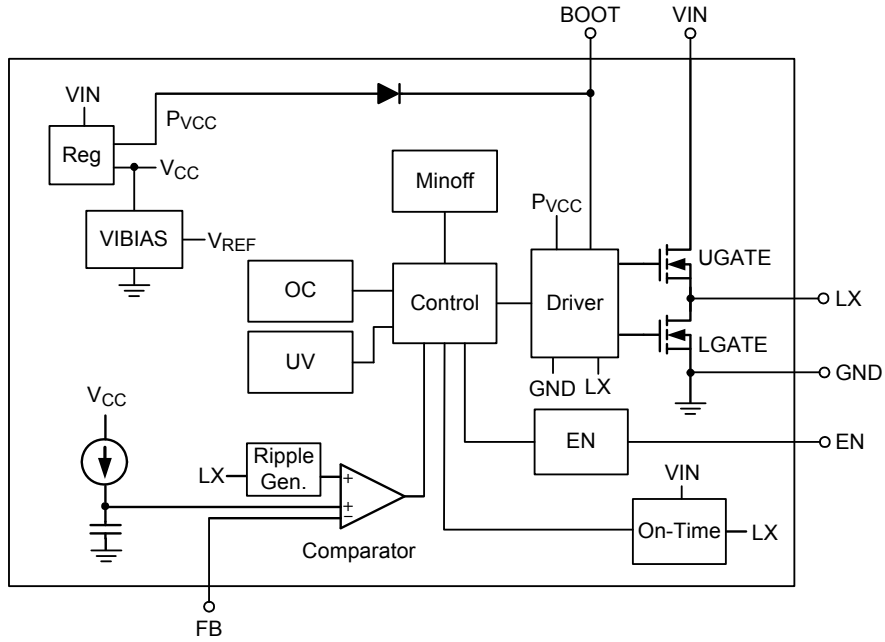 BOOT
VIN
VIN
PVCC
Reg
VCC
Minoff
PVCC
VIBIAS
VREF
UGATE
OC
Control
Driver
LX
UV
LGATE
GND
LX
GND
VCC
EN
EN
LX
Ripple
Gen.
VIN
+
+
−
On-Time
LX
Comparator
FB